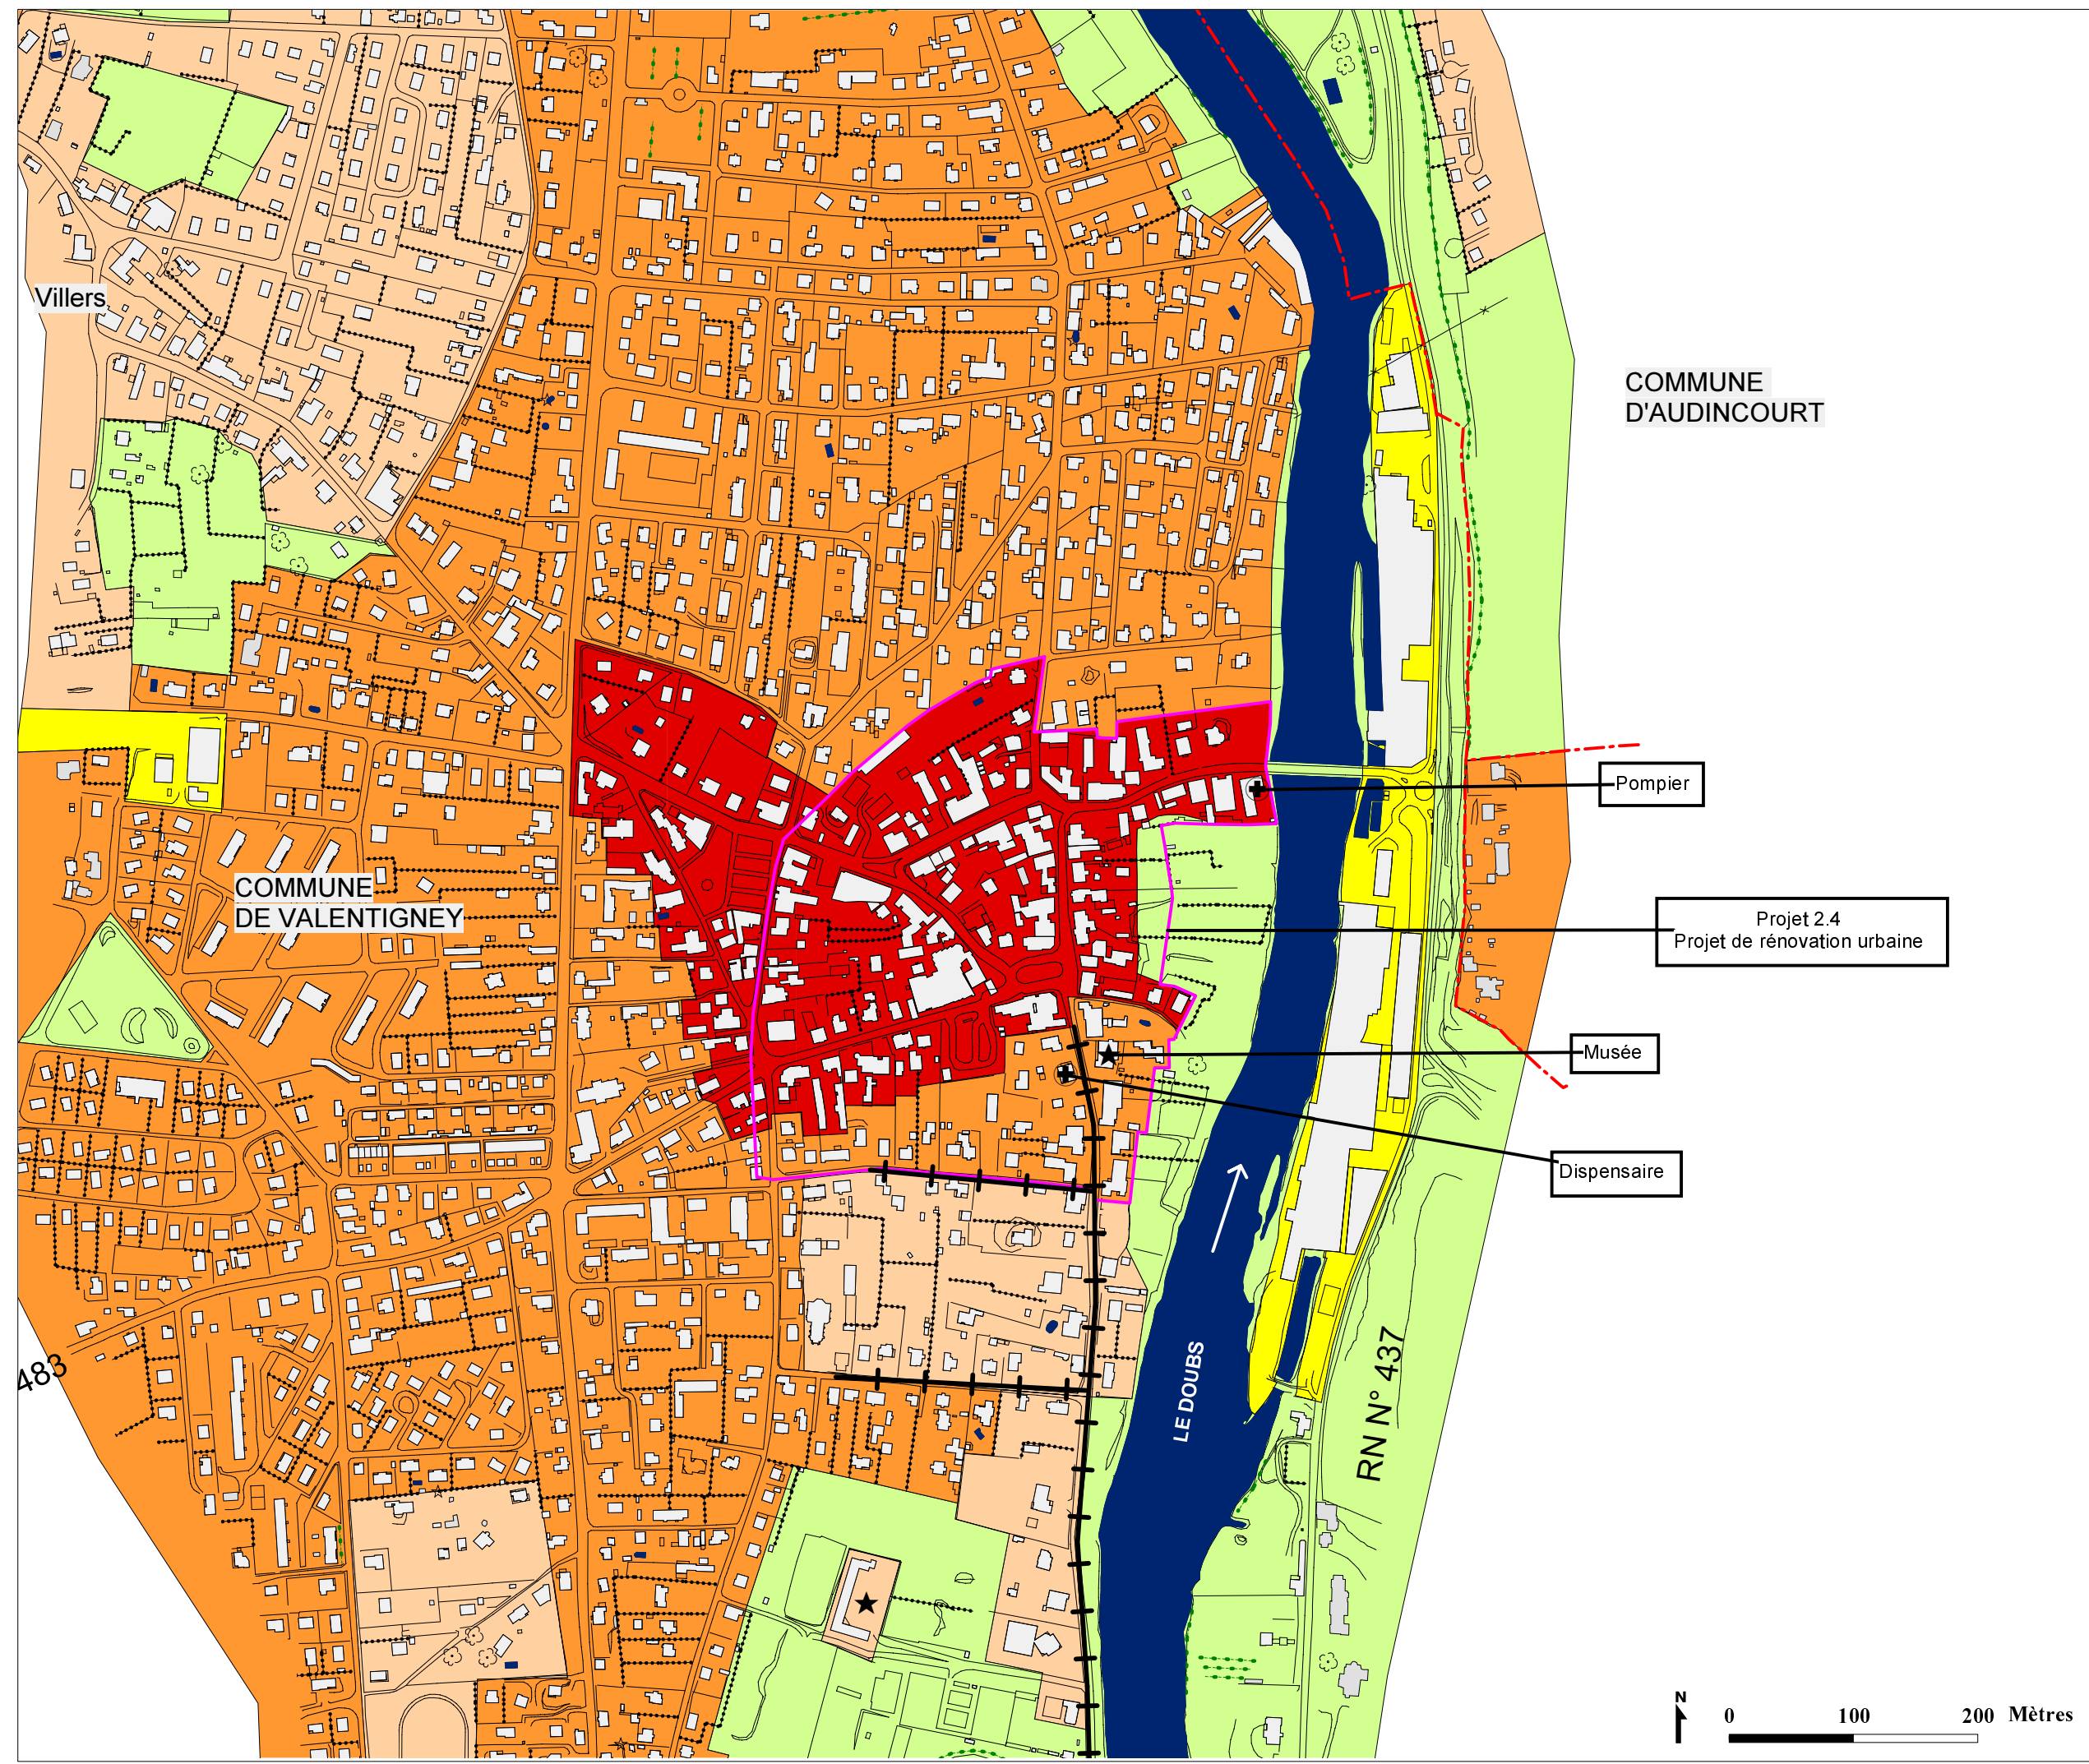 Villers
COMMUNE
D'AUDINCOURT
Pompier
COMMUNE
DE VALENTIGNEY
Projet 2.4
Projet de rénovation urbaine
Musée
Dispensaire
LE DOUBS
RN N° 437
483
N
0 100 200 Mètres